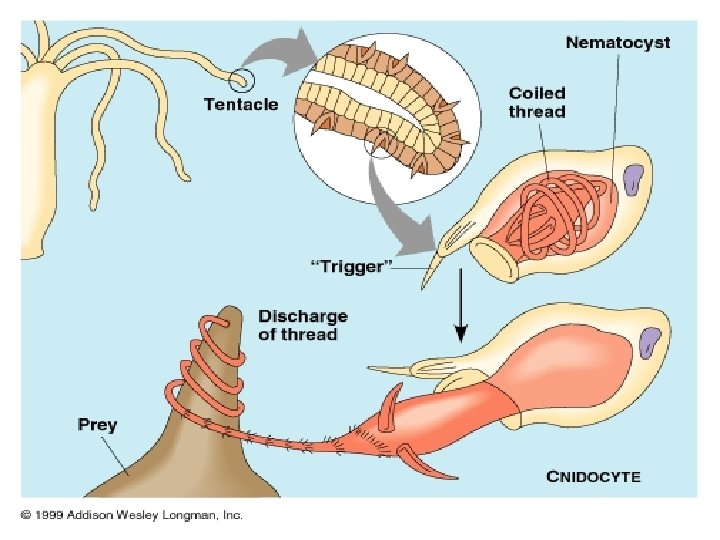 Nematocyst
Coiled
thread
Tentacle
“Trigger”
Discharge
of thread
Prey
CNIDOCYTE
© 1999 Addison Wesley Longman, Inc.